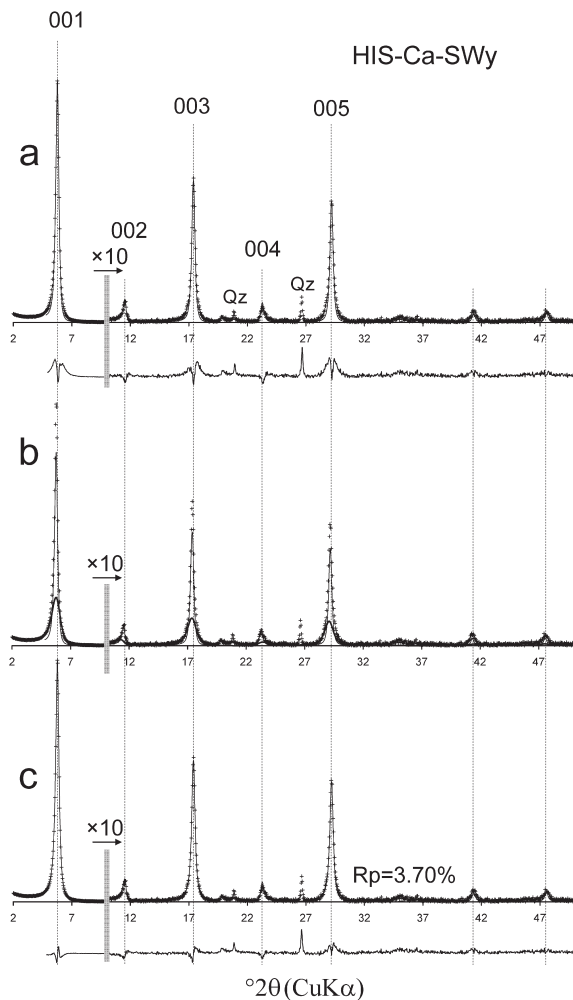 001
HIS-Ca-SWy
003
005
a
002
004
×10
Qz
Qz
2 7 12 17 22 27 32 37 42 47
b
×10
2 7 12 17 22 27 32 37 42 47
c
×10
Rp=3.70%
2 7 12 17 22 27 32 37 42 47
°2θ(CuKα)